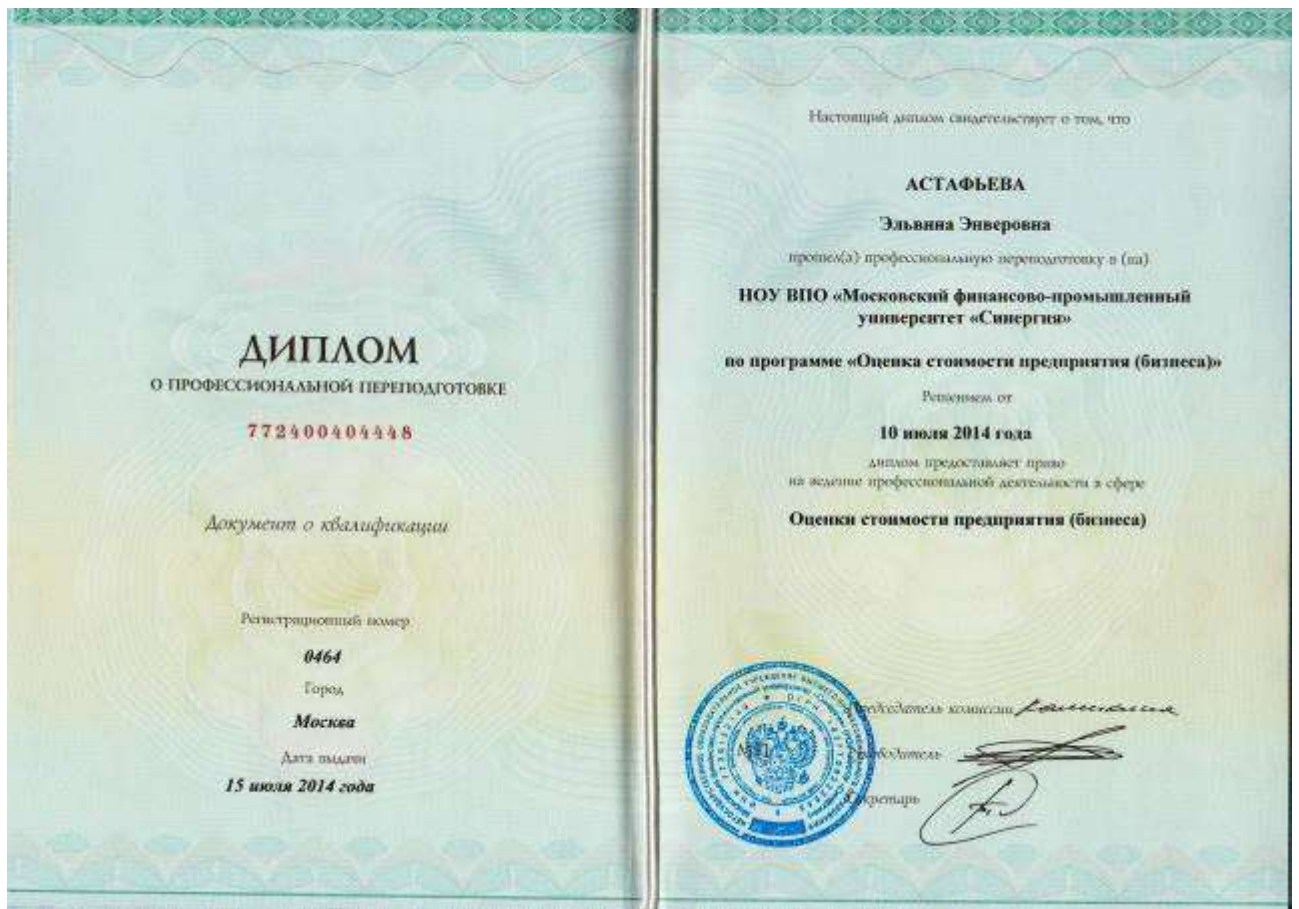 ДИПЛОМ
О ПРОФЕССИОНАЛЬНОЙ ПЕРЕПОДГОТОВКЕ
772400404448
Документ о квалификации
Регистрационный номер
0464
Город
Москва
Дата выдачи
15 июля 2014 года
Настоящий диплом свидетельствует о том, что
АСТАФЬЕВА
Эльвина Энверовна
прошел(а) профессиональную переподготовку в (на)
НОУ ВПО «Московский финансово-промышленный
университет «Синергия»
по программе «Оценка стоимости предприятия (бизнеса)»
Решением от
10 июля 2014 года
диплом предоставляет право
на ведение профессиональной деятельности в сфере
Оценки стоимости предприятия (бизнеса)
Председатель комиссии
Руководитель
Секретарь